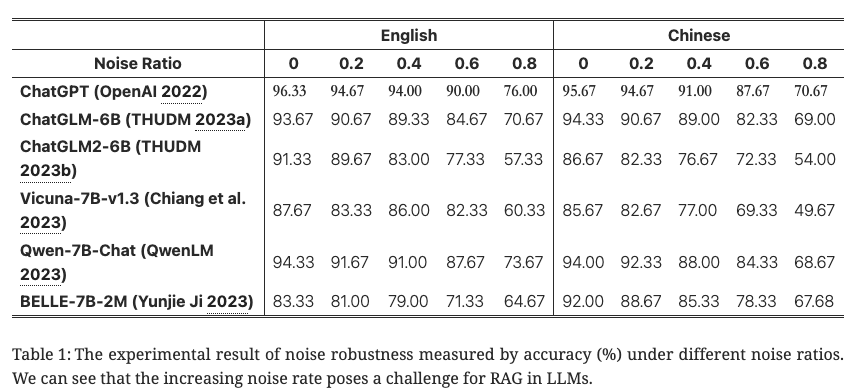 English Chinese
Noise Ratio 0 0.2 0.4 0.6 0.8 0 0.2 0.4 0.6 0.8
ChatGPT (OpenAI 2022) 96.33 94.67 94.00 90.00 76.00 95.67 94.67 91.00 87.67 70.67
ChatGLM-6B (THUDM 2023a) 93.67 90.67 89.33 84.67 70.67 94.33 90.67 89.00 82.33 69.00
ChatGLM2-6B (THUDM
2023b) 91.33 89.67 83.00 77.33 57.33 86.67 82.33 76.67 72.33 54.00
Vicuna-7B-v1.3 (Chiang et al.
2023) 87.67 83.33 86.00 82.33 60.33 85.67 82.67 77.00 69.33 49.67
Qwen-7B-Chat (QwenLM
2023) 94.33 91.67 91.00 87.67 73.67 94.00 92.33 88.00 84.33 68.67
BELLE-7B-2M (Yunjie Ji 2023) 83.33 81.00 79.00 71.33 64.67 92.00 88.67 85.33 78.33 67.68
Table 1: The experimental result of noise robustness measured by accuracy (%) under different noise ratios.
We can see that the increasing noise rate poses a challenge for RAG in LLMs.